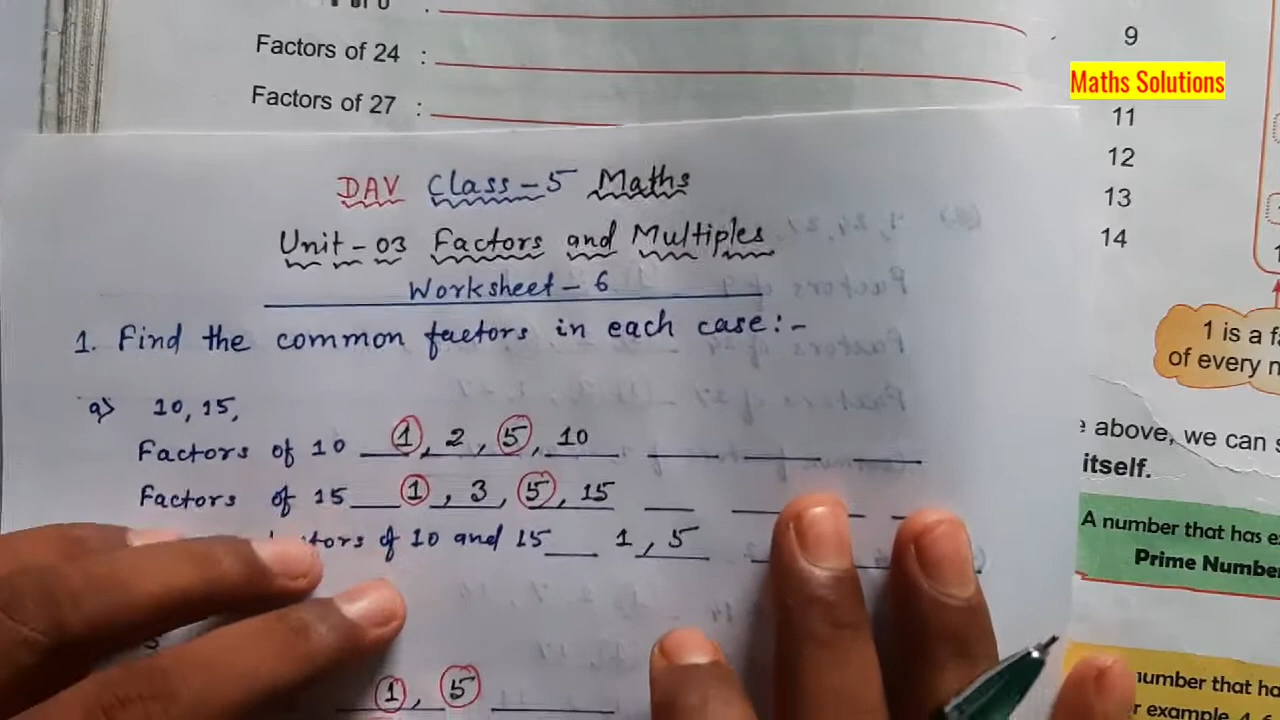 Factors of 24 :
Factors of 27 :
9
Maths Solutions
11
12
13
14
DAV Class-5 Maths
Unit-03 Factors and Multiples
Worksheet-6
1. Find the common factors in each case:-
a) 10, 15,
Factors of 10 1, 2, 5, 10
Factors of 15 1, 3, 5, 15
of 10 and 15 1, 5
1, 5
1 is a
of every
above, we can
itself.
A number that has
Prime
number that
example